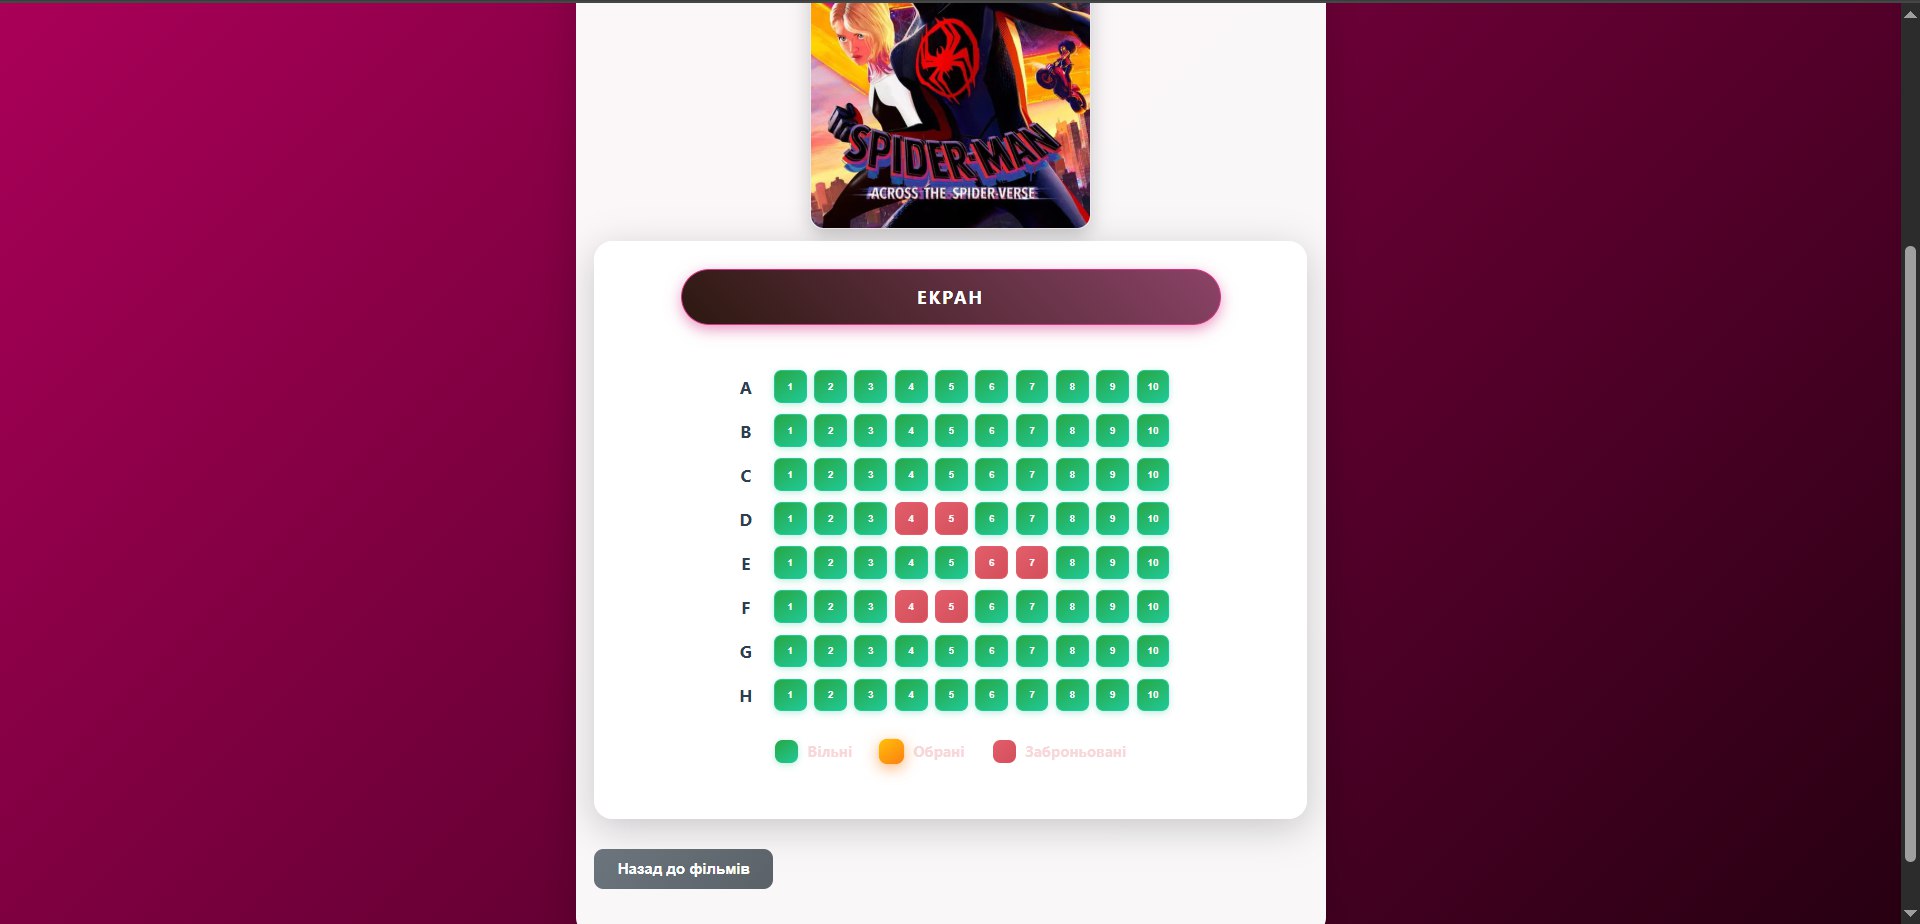 SPIDER-MAN
ACROSS THE SPIDER-VERSE
ЕКРАН
A 1 2 3 4 5 6 7 8 9 10
B 1 2 3 4 5 6 7 8 9 10
C 1 2 3 4 5 6 7 8 9 10
D 1 2 3 4 5 6 7 8 9 10
E 1 2 3 4 5 6 7 8 9 10
F 1 2 3 4 5 6 7 8 9 10
G 1 2 3 4 5 6 7 8 9 10
H 1 2 3 4 5 6 7 8 9 10
Вільні Обрані Заброньовані
Назад до фільмів